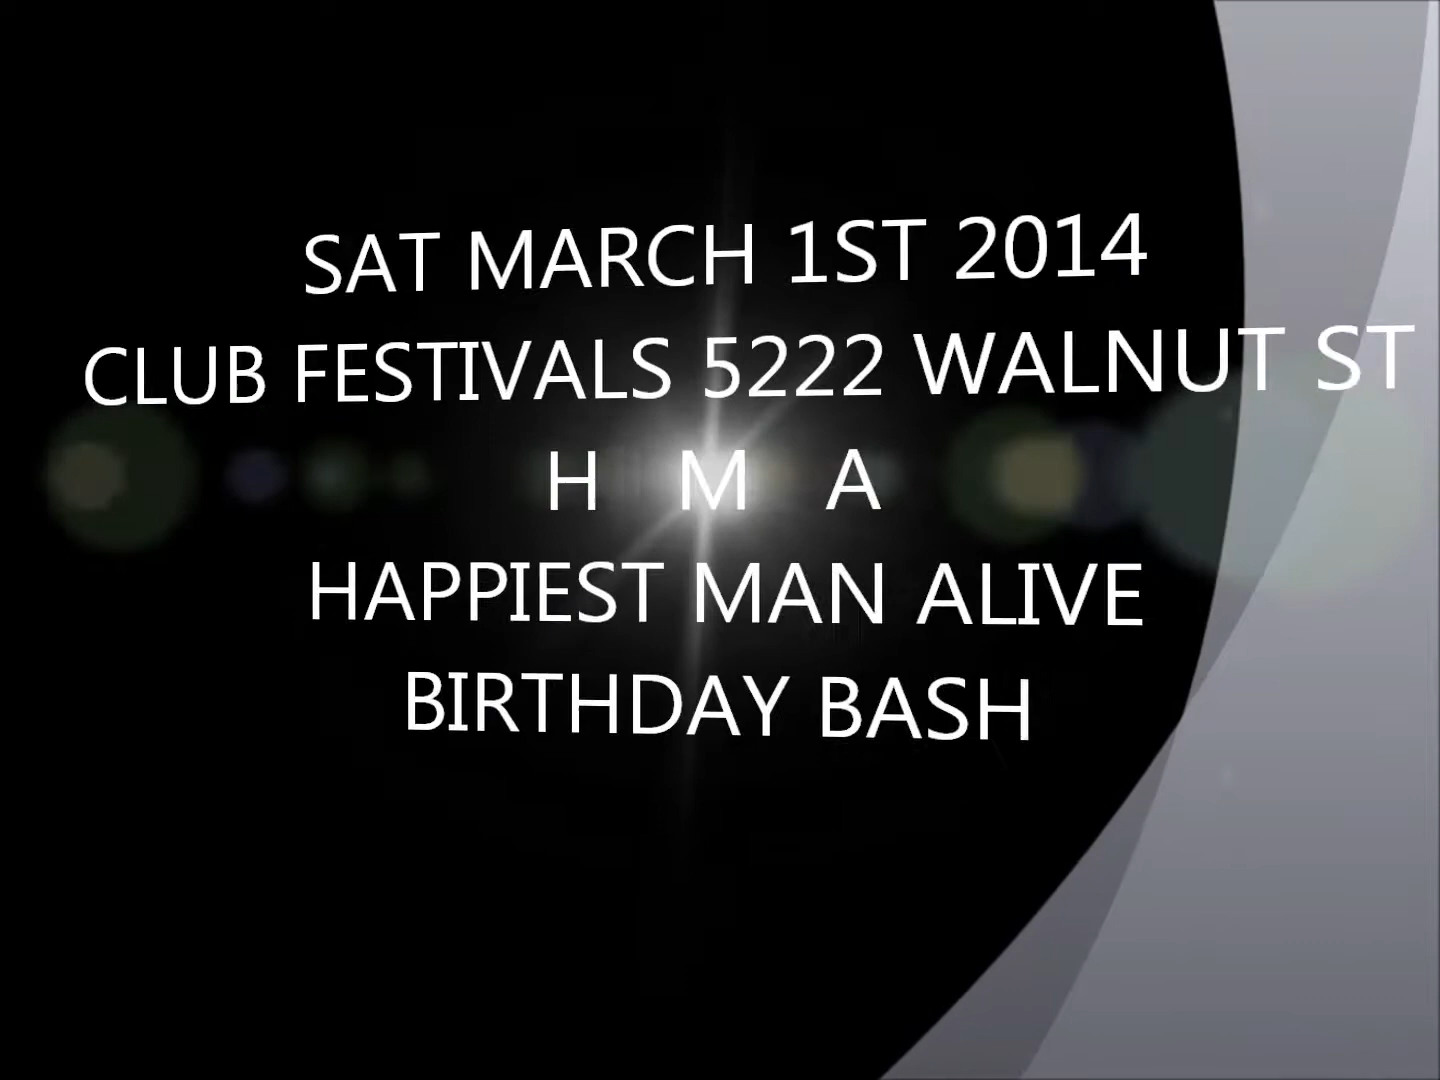 SAT MARCH 1ST 2014
CLUB FESTIVALS 5222 WALNUT ST
H M A
HAPPIEST MAN ALIVE
BIRTHDAY BASH